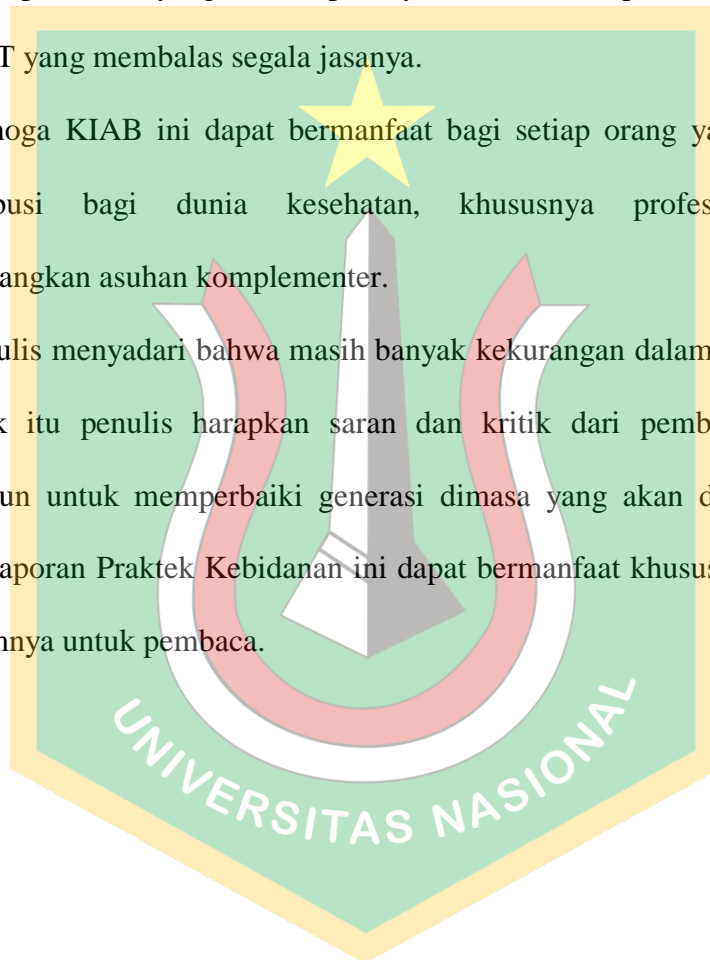 T yang membalas segala jasanya.
noga KIAB ini dapat bermanfaat bagi setiap orang ya
busi bagi dunia kesehatan, khususnya profes
angkan asuhan komplementer.
ulis menyadari bahwa masih banyak kekurangan dalam
k itu penulis harapkan saran dan kritik dari pemb
un untuk memperbaiki generasi dimasa yang akan d
aporan Praktek Kebidanan ini dapat bermanfaat khusus
nnya untuk pembaca.
UNIVERSITAS NASIONAL